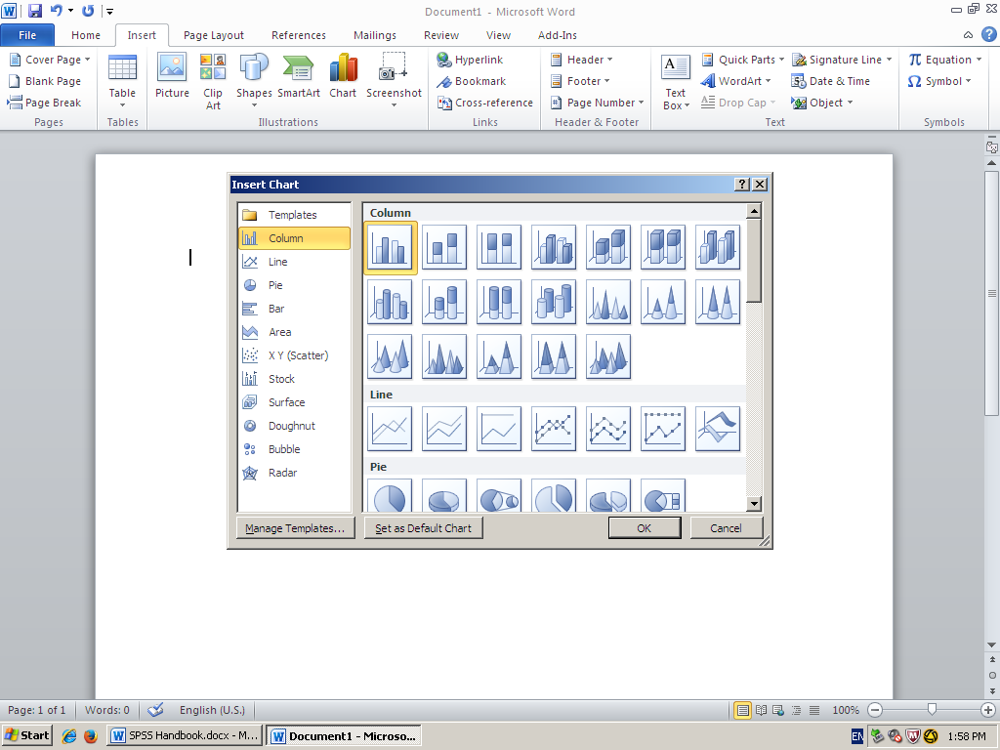 Document1 - Microsoft Word
File Home Insert Page Layout References Mailings Review View Add-Ins
Cover Page
Blank Page
Page Break
Pages
Table
Tables
Picture
Clip Art
Shapes
SmartArt
Chart
Screenshot
Illustrations
Hyperlink
Bookmark
Cross-reference
Links
Header
Footer
Page Number
Header & Footer
A
Text Box
Quick Parts
WordArt
Drop Cap
Signature Line
Date & Time
Object
Text
π Equation
Ω Symbol
Symbols
Insert Chart
Templates
Column
Line
Pie
Bar
Area
X Y (Scatter)
Stock
Surface
Doughnut
Bubble
Radar
Column
Line
Pie
Manage Templates...
Set as Default Chart
OK
Cancel
Page: 1 of 1 Words: 0 English (U.S.) 100%
Start SPSS Handbook.docx - M... Document1 - Microso... EN 1:58 PM